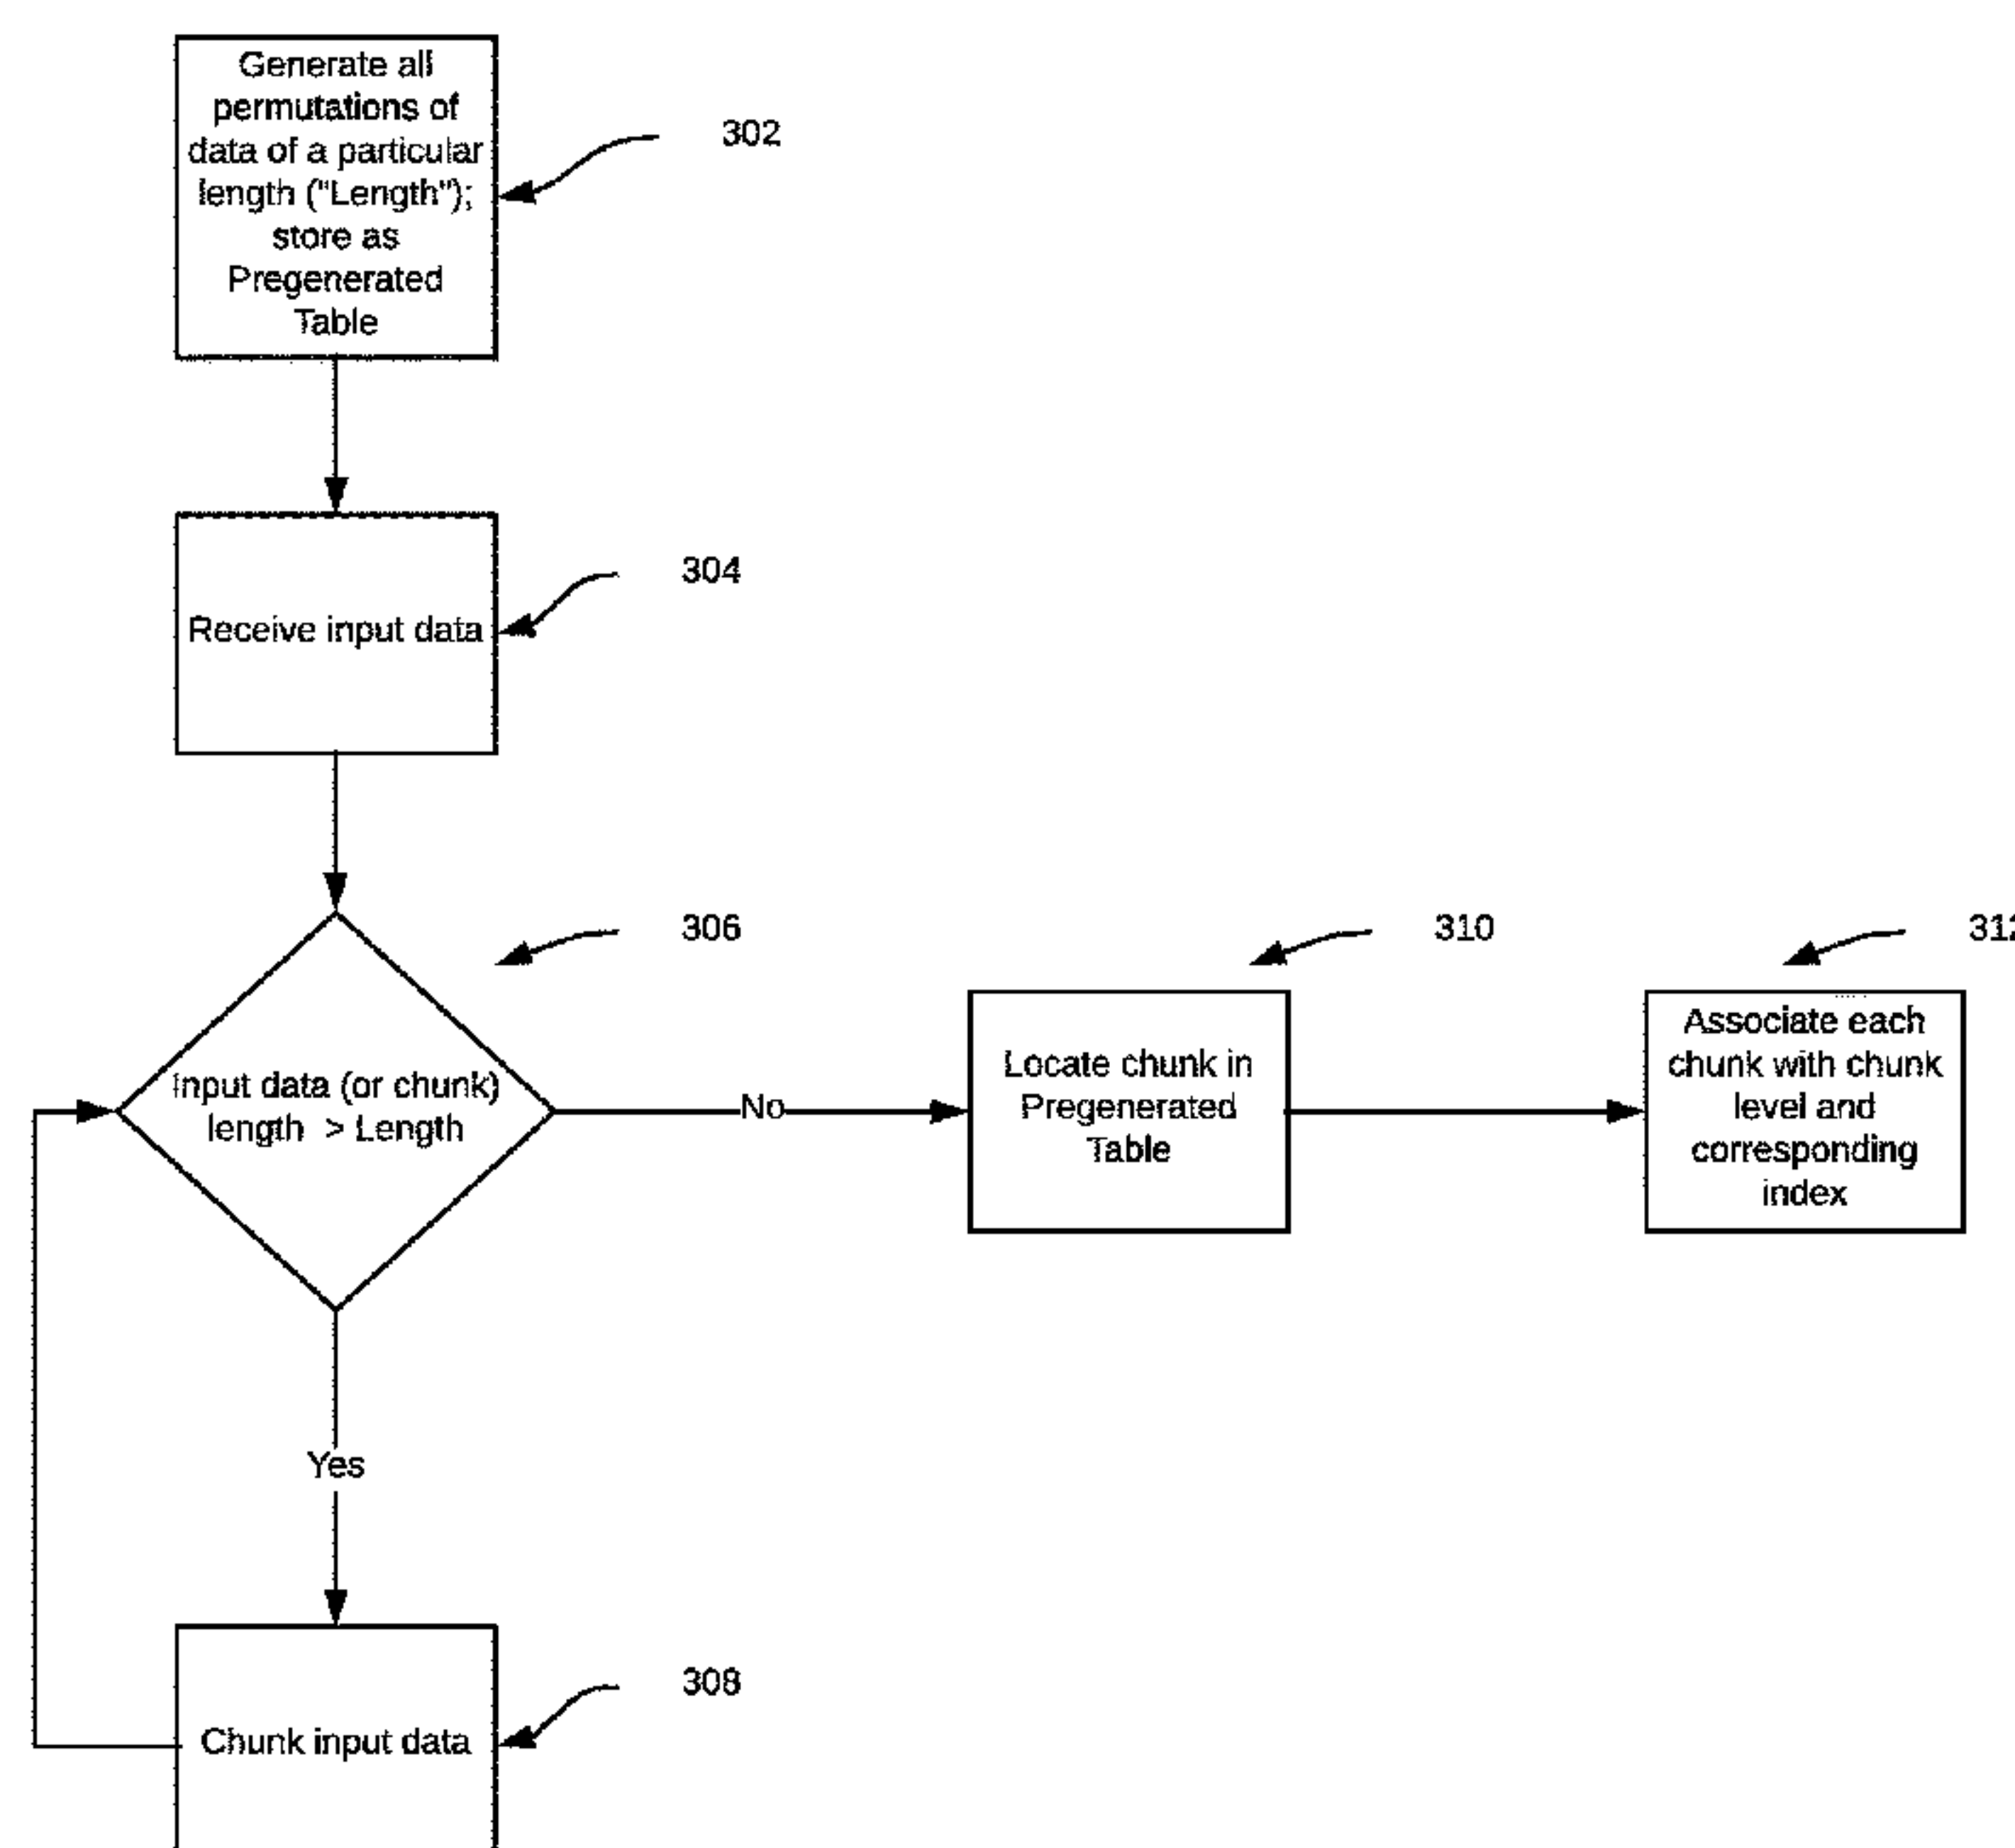 Generate all
permutations of
data of a particular
length ("Length");
store as
Pregenerated
Table
302
Receive input data
304
306
310
Input data (or chunk)
length > Length
No
Locate chunk in
Pregenerated
Table
Associate each
chunk with chunk
level and
corresponding
index
Yes
Chunk input data
308